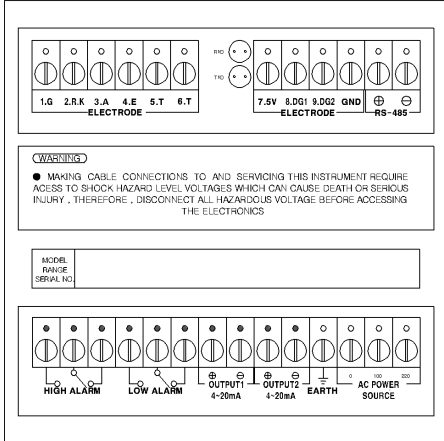 RXD
TXD
1.G 2.R.K 3.A 4.E 5.T 6.T 7.5V 8.DG1 9.DG2 GND ⊕ ⊖
ELECTRODE ELECTRODE RS-485
WARNING
● MAKING CABLE CONNECTIONS TO AND SERVICING THIS INSTRUMENT REQUIRE
ACESS TO SHOCK HAZARD LEVEL VOLTAGES WHICH CAN CAUSE DEATH OR SERIOUS
INJURY , THEREFORE , DISCONNECT ALL HAZARDOUS VOLTAGE BEFORE ACCESSING
THE ELECTRONICS
MODEL
RANGE
SERIAL NO.
⊕ ⊖ ⊕ ⊖ 0 100 220
HIGH ALARM LOW ALARM OUTPUT1 OUTPUT2 EARTH AC POWER
4~20mA 4~20mA SOURCE